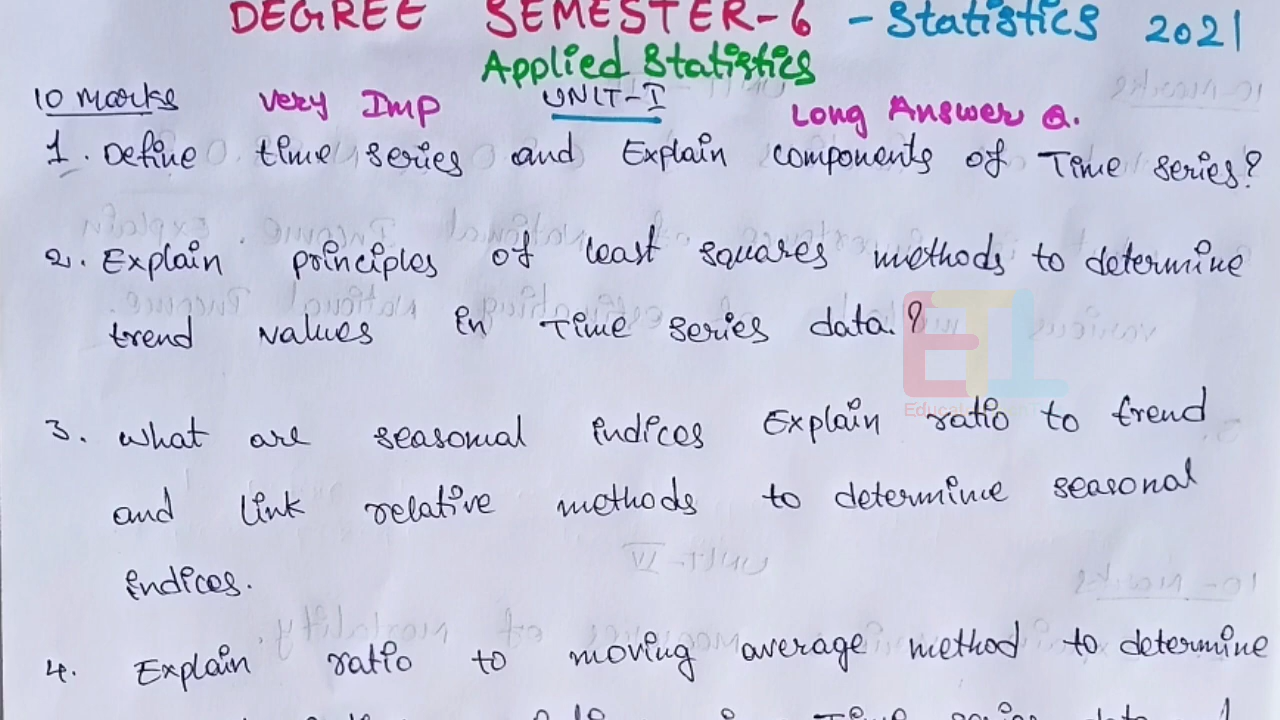 DEGREE SEMESTER-6 - Statistics 2021
Applied Statistics
10 marks Very Imp UNIT-I Long Answer Q.
1. Define time series and Explain components of Time series?
2. Explain principles of least squares methods to determine
trend values in Time series data.?
3. what are seasonal indices Explain ratio to trend
and link relative methods to determine seasonal
indices.
4. Explain ratio to moving average method to determine